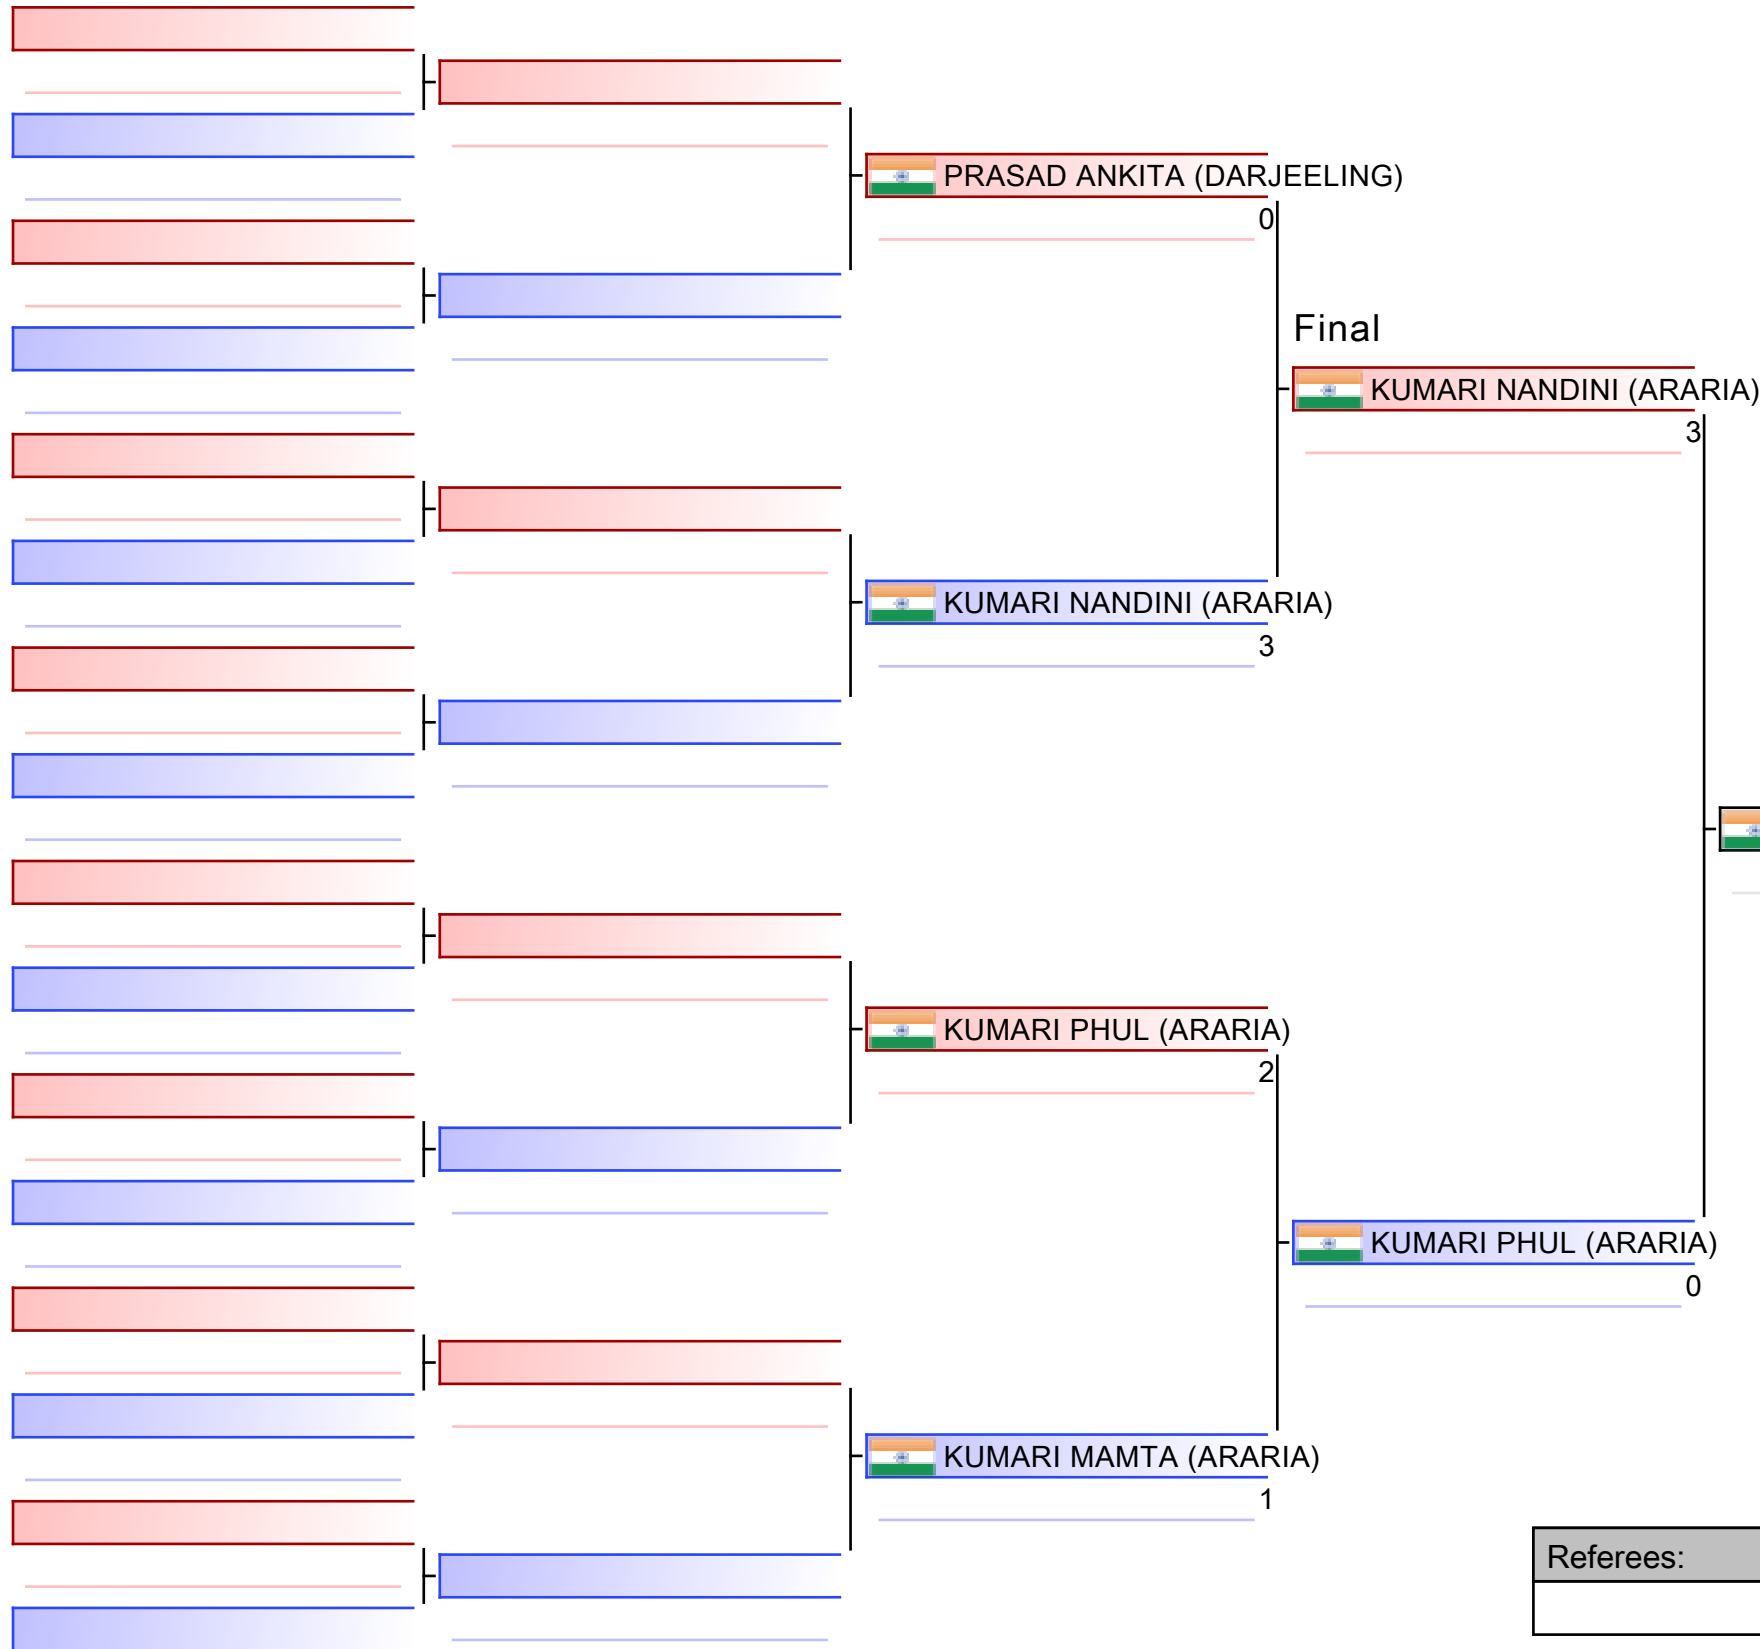 PRASAD ANKITA (DARJEELING)
0
Final
KUMARI NANDINI (ARARIA)
3
KUMARI NANDINI (ARARIA)
3
KUMARI PHUL (ARARIA)
2
KUMARI PHUL (ARARIA)
0
KUMARI MAMTA (ARARIA)
1
Referees: